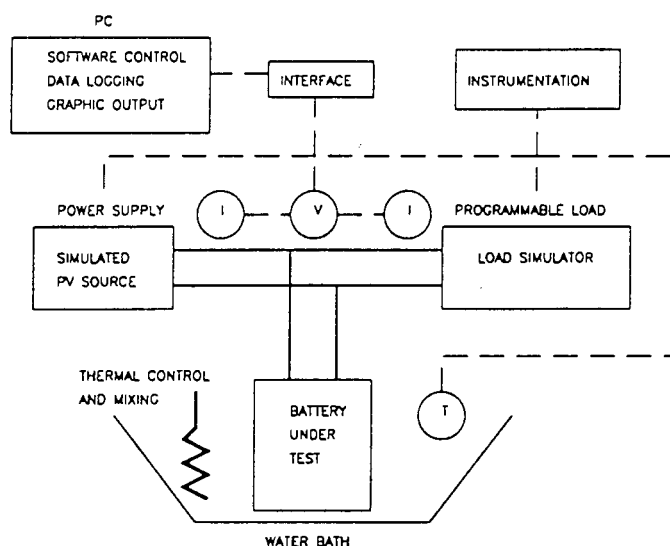 PC
SOFTWARE CONTROL
DATA LOGGING
GRAPHIC OUTPUT
INTERFACE
INSTRUMENTATION
POWER SUPPLY
I
V
I
PROGRAMMABLE LOAD
SIMULATED
PV SOURCE
LOAD SIMULATOR
THERMAL CONTROL
AND MIXING
BATTERY
UNDER
TEST
T
WATER BATH